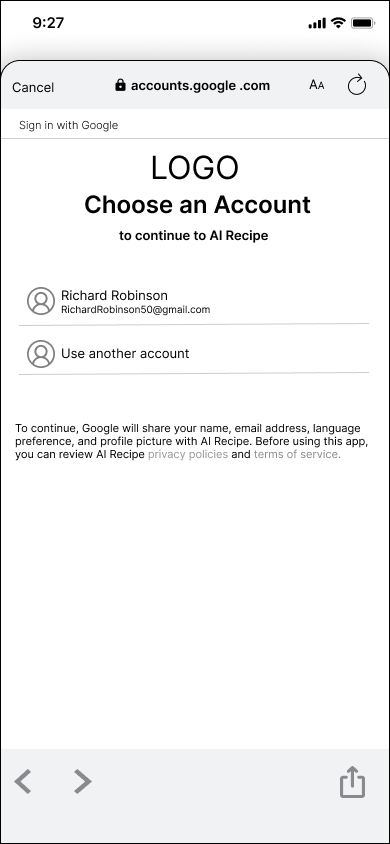 9:27
Cancel
accounts.google .com
AA
Sign in with Google
LOGO
Choose an Account
to continue to AI Recipe
Richard Robinson
RichardRobinson50@gmail.com
Use another account
To continue, Google will share your name, email address, language
preference, and profile picture with AI Recipe. Before using this app,
you can review AI Recipe privacy policies and terms of service.